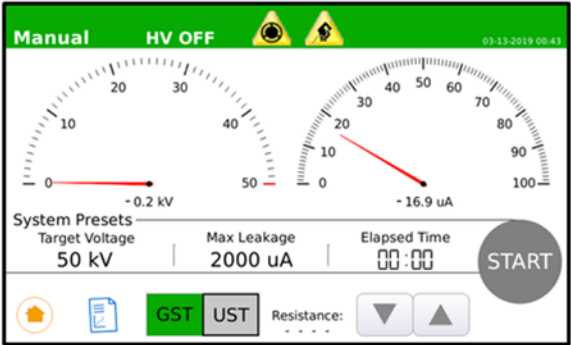 Manual HV OFF 03-13-2019 00:43
0 10 20 30 40 50
- 0.2 kV
0 10 20 30 40 50 60 70 80 90 100
- 16.9 uA
System Presets
Target Voltage Max Leakage Elapsed Time
50 kV 2000 uA 00:00
START
GST UST Resistance:
- - - -